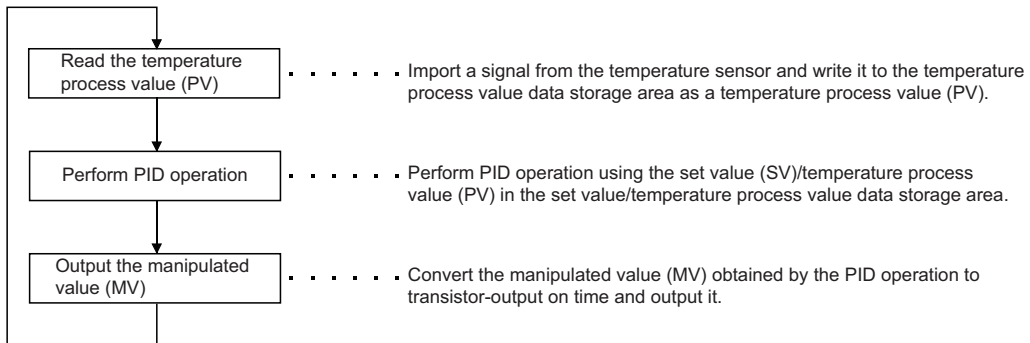 Read the temperature
process value (PV)
Import a signal from the temperature sensor and write it to the temperature
process value data storage area as a temperature process value (PV).
Perform PID operation
Perform PID operation using the set value (SV)/temperature process
value (PV) in the set value/temperature process value data storage area.
Output the manipulated
value (MV)
Convert the manipulated value (MV) obtained by the PID operation to
transistor-output on time and output it.